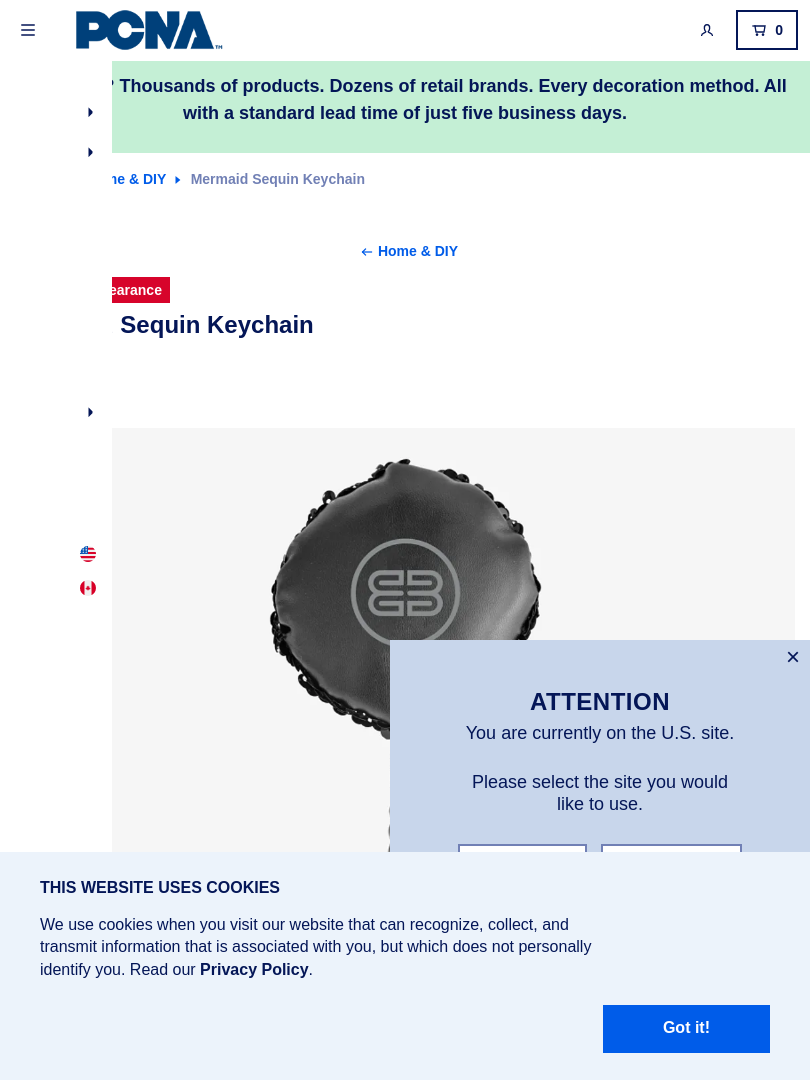 PCNA™
0
? Thousands of products. Dozens of retail brands. Every decoration method. All
with a standard lead time of just five business days.
& DIY
Mermaid Sequin Keychain
← Home & DIY
Sequin Keychain
ATTENTION
You are currently on the U.S. site.
Please select the site you would
like to use.
THIS WEBSITE USES COOKIES
We use cookies when you visit our website that can recognize, collect, and
transmit information that is associated with you, but which does not personally
identify you. Read our Privacy Policy.
Got it!